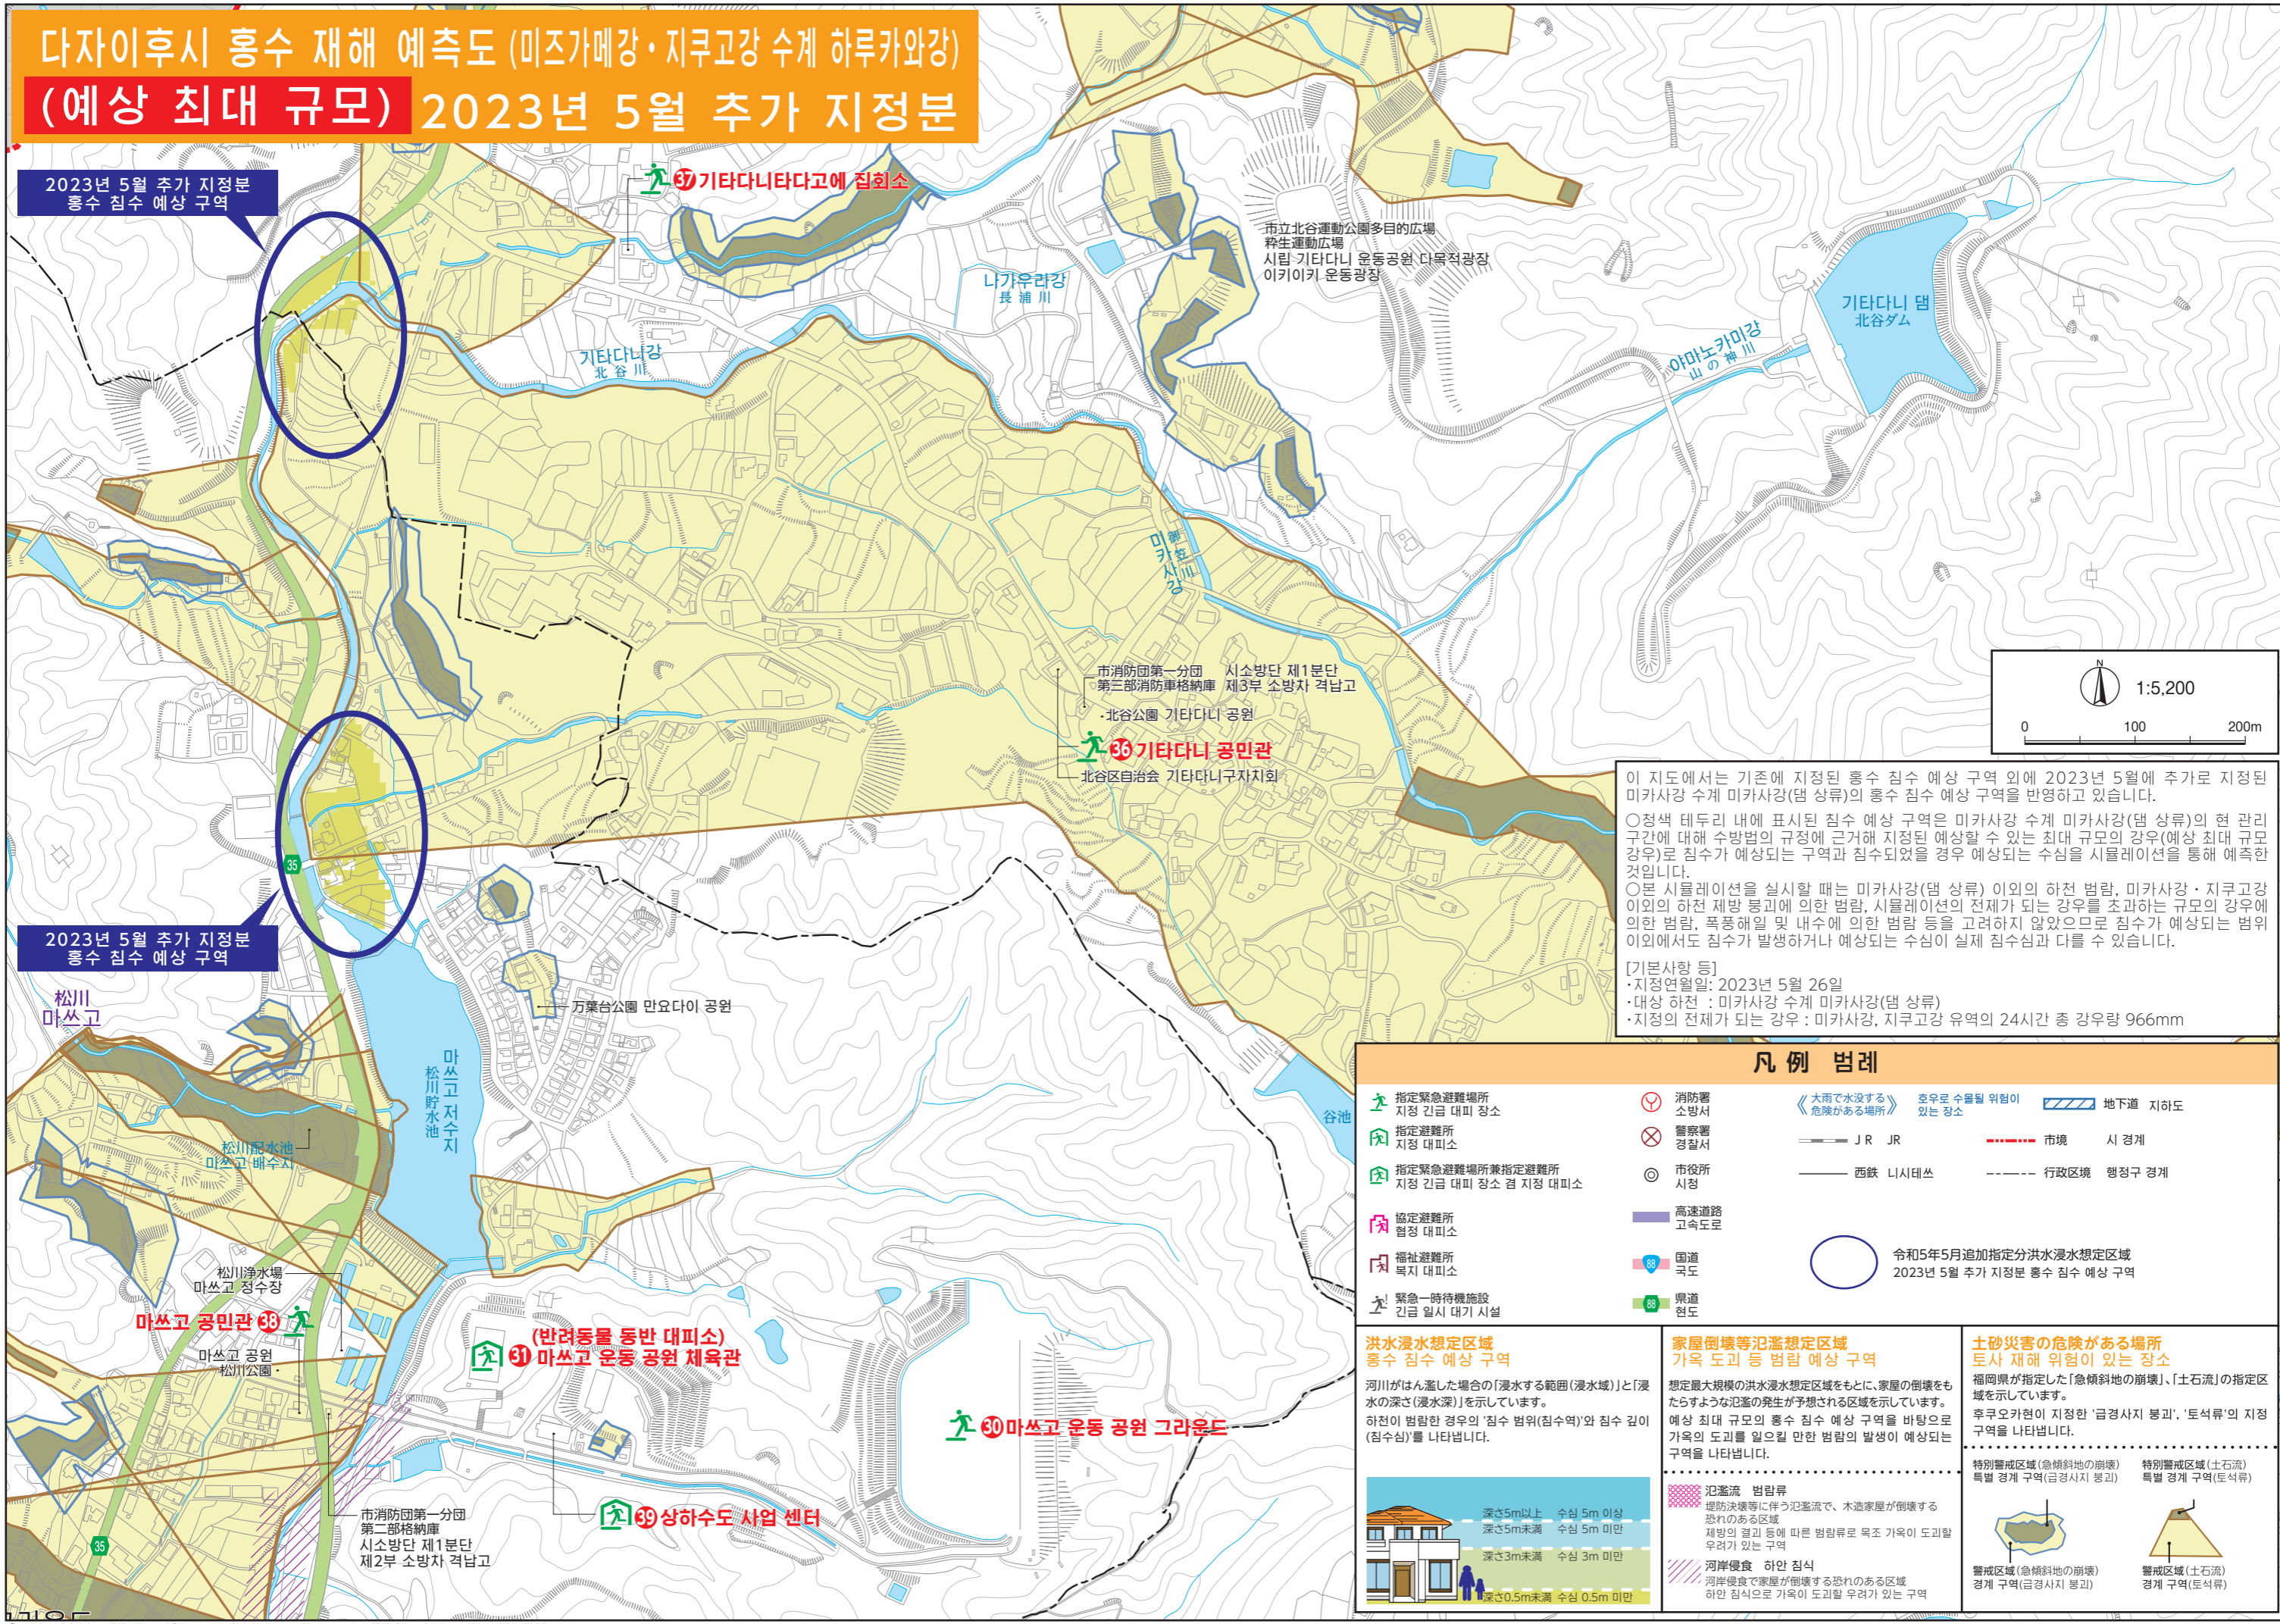 다자이후시 홍수 재해 예측도 (미즈가메강・지쿠고강 수계 하루카와강)
(예상 최대 규모) 2023년 5월 추가 지정분
2023년 5월 추가 지정분
홍수 침수 예상 구역
㊲기타다니타다고에 집회소
市立北谷運動公園多目的広場
粋生運動広場
시립 기타다니 운동공원 다목적광장
이키이키 운동광장
나가우라강
長浦川
기타다니 댐
北谷ダム
야마노카미강
山の神川
기타다니강
北谷川
미카사강
御笠川
市消防団第一分団 시소방단 제1분단
第三部消防車格納庫 제3부 소방차 격납고
・北谷公園 기타다니 공원
㊱기타다니 공민관
北谷区自治会 기타다니구자치회
N
1:5,200
0 100 200m
이 지도에서는 기존에 지정된 홍수 침수 예상 구역 외에 2023년 5월에 추가로 지정된
미카사강 수계 미카사강(댐 상류)의 홍수 침수 예상 구역을 반영하고 있습니다.
○청색 테두리 내에 표시된 침수 예상 구역은 미카사강 수계 미카사강(댐 상류)의 현 관리
구간에 대해 수방법의 규정에 근거해 지정된 예상할 수 있는 최대 규모의 강우(예상 최대 규모
강우)로 침수가 예상되는 구역과 침수되었을 경우 예상되는 수심을 시뮬레이션을 통해 예측한
것입니다.
○본 시뮬레이션을 실시할 때는 미카사강(댐 상류) 이외의 하천 범람, 미카사강・지쿠고강
이외의 하천 제방 붕괴에 의한 범람, 시뮬레이션의 전제가 되는 강우를 초과하는 규모의 강우에
의한 범람, 폭풍해일 및 내수에 의한 범람 등을 고려하지 않았으므로 침수가 예상되는 범위
이외에서도 침수가 발생하거나 예상되는 수심이 실제 침수심과 다를 수 있습니다.
[기본사항 등]
・지정연월일: 2023년 5월 26일
・대상 하천 : 미카사강 수계 미카사강(댐 상류)
・지정의 전제가 되는 강우 : 미카사강, 지쿠고강 유역의 24시간 총 강우량 966mm
35
2023년 5월 추가 지정분
홍수 침수 예상 구역
松川
마쓰고
万葉台公園 만요다이 공원
마쓰고 저수지
松川貯水池
松川配水池
마쓰고 배수지
谷池
松川浄水場
마쓰고 정수장
마쓰고 공민관㊳
마쓰고 공원
松川公園・
(반려동물 동반 대피소)
㉛마쓰고 운동 공원 체육관
㉚마쓰고 운동 공원 그라운드
㊴상하수도 사업 센터
市消防団第一分団
第二部格納庫
시소방단 제1분단
제2부 소방차 격납고
35
凡例 범례
指定緊急避難場所
지정 긴급 대피 장소
指定避難所
지정 대피소
指定緊急避難場所兼指定避難所
지정 긴급 대피 장소 겸 지정 대피소
協定避難所
협정 대피소
福祉避難所
복지 대피소
緊急一時待機施設
긴급 일시 대기 시설
消防署
소방서
警察署
경찰서
市役所
시청
高速道路
고속도로
88 国道
국도
88 県道
현도
《大雨で水没する
危険がある場所》
호우로 수몰될 위험이
있는 장소
地下道 지하도
JR JR
市境 시 경계
西鉄 니시테쓰
行政区境 행정구 경계
令和5年5月追加指定分洪水浸水想定区域
2023년 5월 추가 지정분 홍수 침수 예상 구역
洪水浸水想定区域
홍수 침수 예상 구역
河川がはん濫した場合の「浸水する範囲(浸水域)」と「浸
水の深さ(浸水深)」を示しています。
하천이 범람한 경우의 '침수 범위(침수역)'와 침수 깊이
(침수심)'를 나타냅니다.
深さ5m以上 수심 5m 이상
深さ5m未満 수심 5m 미만
深さ3m未満 수심 3m 미만
深さ0.5m未満 수심 0.5m 미만
家屋倒壊等氾濫想定区域
가옥 도괴 등 범람 예상 구역
想定最大規模の洪水浸水想定区域をもとに、家屋の倒壊をも
たらすような氾濫の発生が予想される区域を示しています。
예상 최대 규모의 홍수 침수 예상 구역을 바탕으로
가옥의 도괴를 일으킬 만한 범람의 발생이 예상되는
구역을 나타냅니다.
氾濫流 범람류
堤防決壊等に伴う氾濫流で、木造家屋が倒壊する
恐れのある区域
제방의 결괴 등에 따른 범람류로 목조 가옥이 도괴할
우려가 있는 구역
河岸侵食 하안 침식
河岸侵食で家屋が倒壊する恐れのある区域
하안 침식으로 가옥이 도괴할 우려가 있는 구역
土砂災害の危険がある場所
토사 재해 위험이 있는 장소
福岡県が指定した「急傾斜地の崩壊」、「土石流」の指定区
域を示しています。
후쿠오카현이 지정한 '급경사지 붕괴', '토석류'의 지정
구역을 나타냅니다.
特別警戒区域(急傾斜地の崩壊)
특별 경계 구역(급경사지 붕괴)
特別警戒区域(土石流)
특별 경계 구역(토석류)
警戒区域(急傾斜地の崩壊)
경계 구역(급경사지 붕괴)
警戒区域(土石流)
경계 구역(토석류)